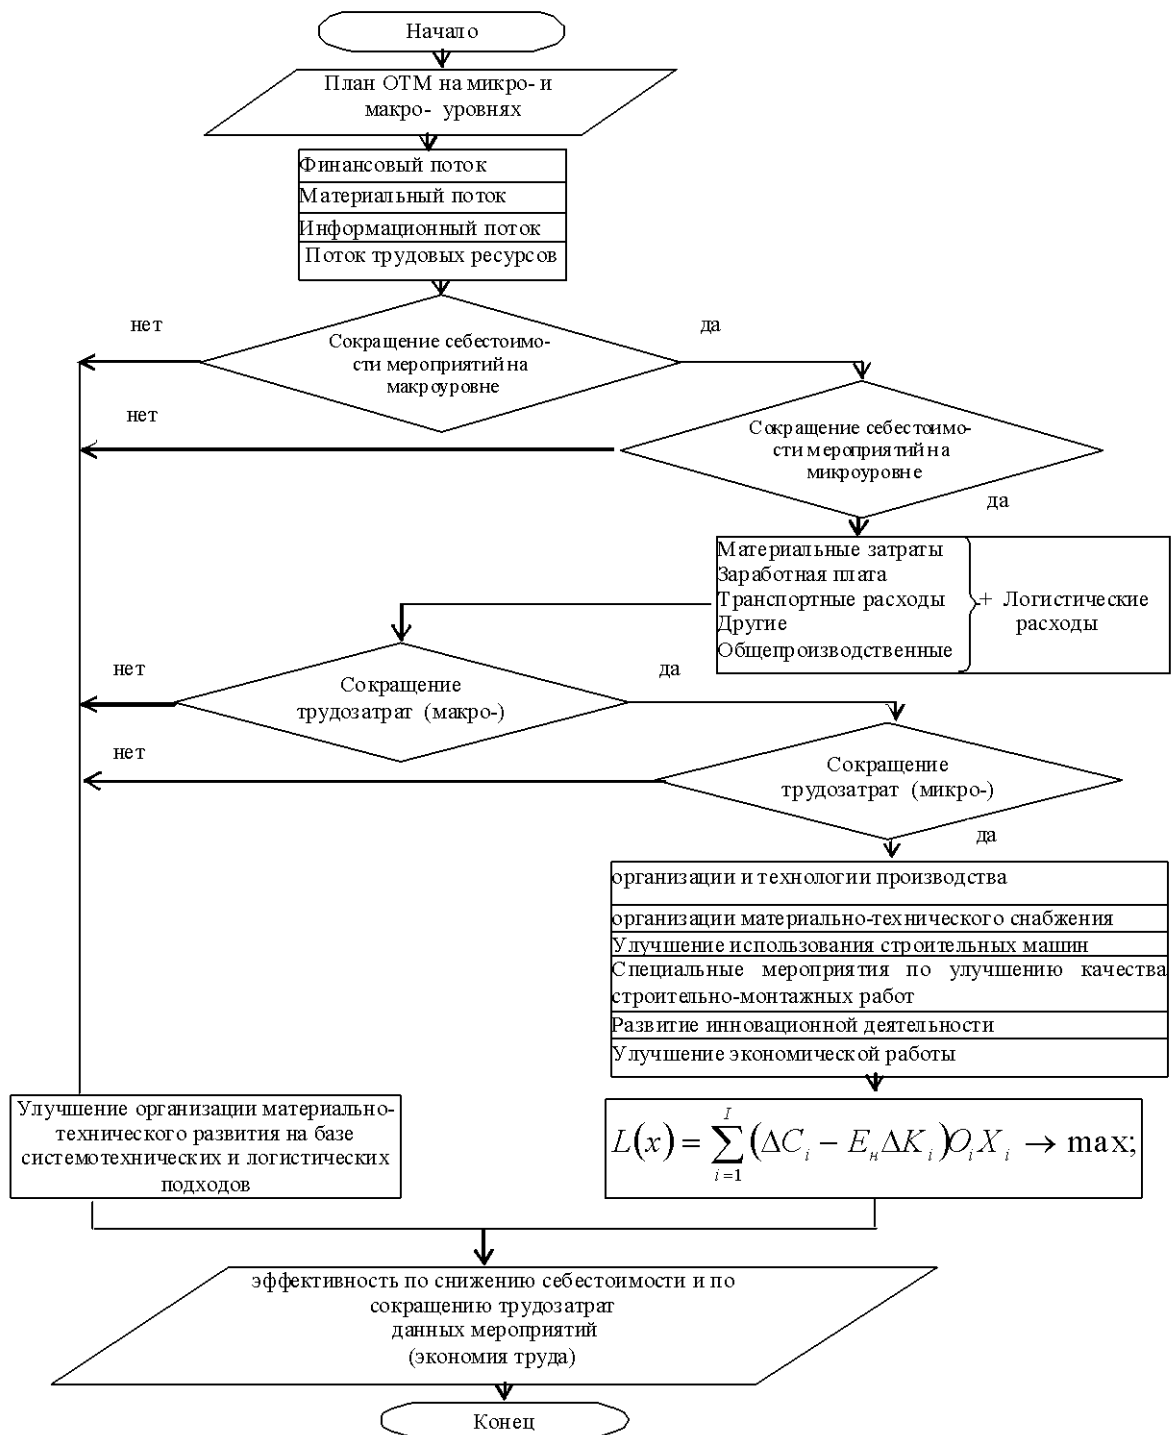 Начало
План ОТМ на микро- и
макро- уровнях
Финансовый поток
Материальный поток
Информационный поток
Поток трудовых ресурсов
нет
да
Сокращение себестоимо-
сти мероприятий на
макроуровне
нет
Сокращение себестоимо-
сти мероприятий на
микроуровне
да
Материальные затраты
Заработная плата
Транспортные расходы
Другие
Общепроизводственные
+ Логистические
расходы
нет
да
Сокращение
трудозатрат (макро-)
нет
Сокращение
трудозатрат (микро-)
да
организации и технологии производства
организации материально-технического снабжения
Улучшение использования строительных машин
Специальные мероприятия по улучшению качества
строительно-монтажных работ
Развитие инновационной деятельности
Улучшение экономической работы
Улучшение организации материально-
технического развития на базе
системотехнических и логистических
подходов
L(x) = \sum_{i=1}^{I} (ΔC_i − E_н ΔK_i) O_i X_i → max;
эффективность по снижению себестоимости и по
сокращению трудозатрат
данных мероприятий
(экономия труда)
Конец